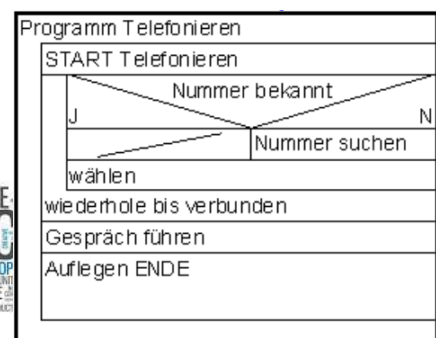 Programm Telefonieren
START Telefonieren
Nummer bekannt
J N
Nummer suchen
wählen
wiederhole bis verbunden
Gespräch führen
Auflegen ENDE